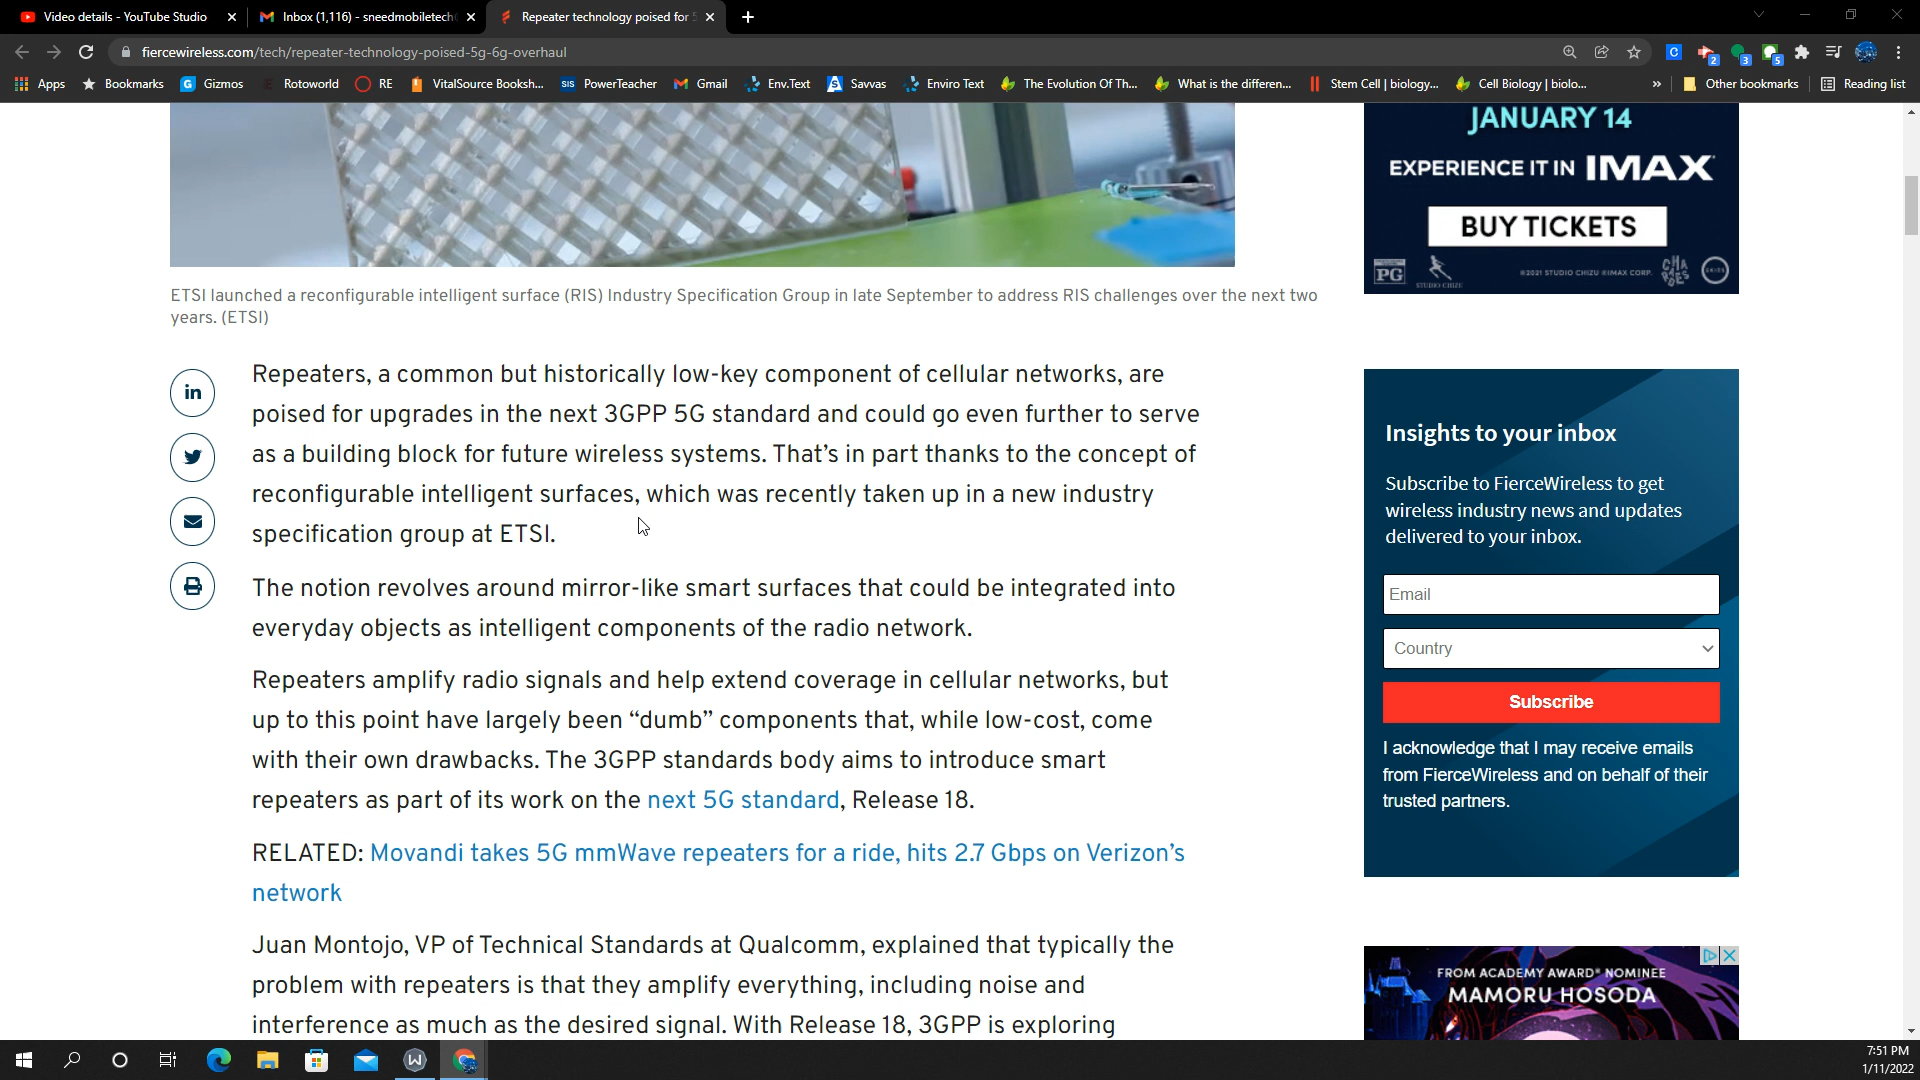 Video details - YouTube Studio
Inbox (1,116) - sneedmobiletech
Repeater technology poised for 5
fiercewireless.com/tech/repeater-technology-poised-5g-6g-overhaul
2
3
5
Apps Bookmarks Gizmos Rotoworld RE VitalSource Booksh... PowerTeacher Gmail Env.Text Savvas Enviro Text The Evolution Of Th... What is the differen... Stem Cell | biology... Cell Biology | biolo... » Other bookmarks Reading list
JANUARY 14
EXPERIENCE IT IN IMAX
BUY TICKETS
PG
STUDIO CHIZU
©2021 STUDIO CHIZU ®IMAX CORP.
ETSI launched a reconfigurable intelligent surface (RIS) Industry Specification Group in late September to address RIS challenges over the next two
years. (ETSI)
Repeaters, a common but historically low-key component of cellular networks, are
poised for upgrades in the next 3GPP 5G standard and could go even further to serve
as a building block for future wireless systems. That’s in part thanks to the concept of
reconfigurable intelligent surfaces, which was recently taken up in a new industry
specification group at ETSI.
The notion revolves around mirror-like smart surfaces that could be integrated into
everyday objects as intelligent components of the radio network.
Repeaters amplify radio signals and help extend coverage in cellular networks, but
up to this point have largely been “dumb” components that, while low-cost, come
with their own drawbacks. The 3GPP standards body aims to introduce smart
repeaters as part of its work on the next 5G standard, Release 18.
RELATED: Movandi takes 5G mmWave repeaters for a ride, hits 2.7 Gbps on Verizon’s
network
Juan Montojo, VP of Technical Standards at Qualcomm, explained that typically the
problem with repeaters is that they amplify everything, including noise and
interference as much as the desired signal. With Release 18, 3GPP is exploring
Insights to your inbox
Subscribe to FierceWireless to get
wireless industry news and updates
delivered to your inbox.
Email
Country
Subscribe
I acknowledge that I may receive emails
from FierceWireless and on behalf of their
trusted partners.
FROM ACADEMY AWARD® NOMINEE
MAMORU HOSODA
7:51 PM
1/11/2022